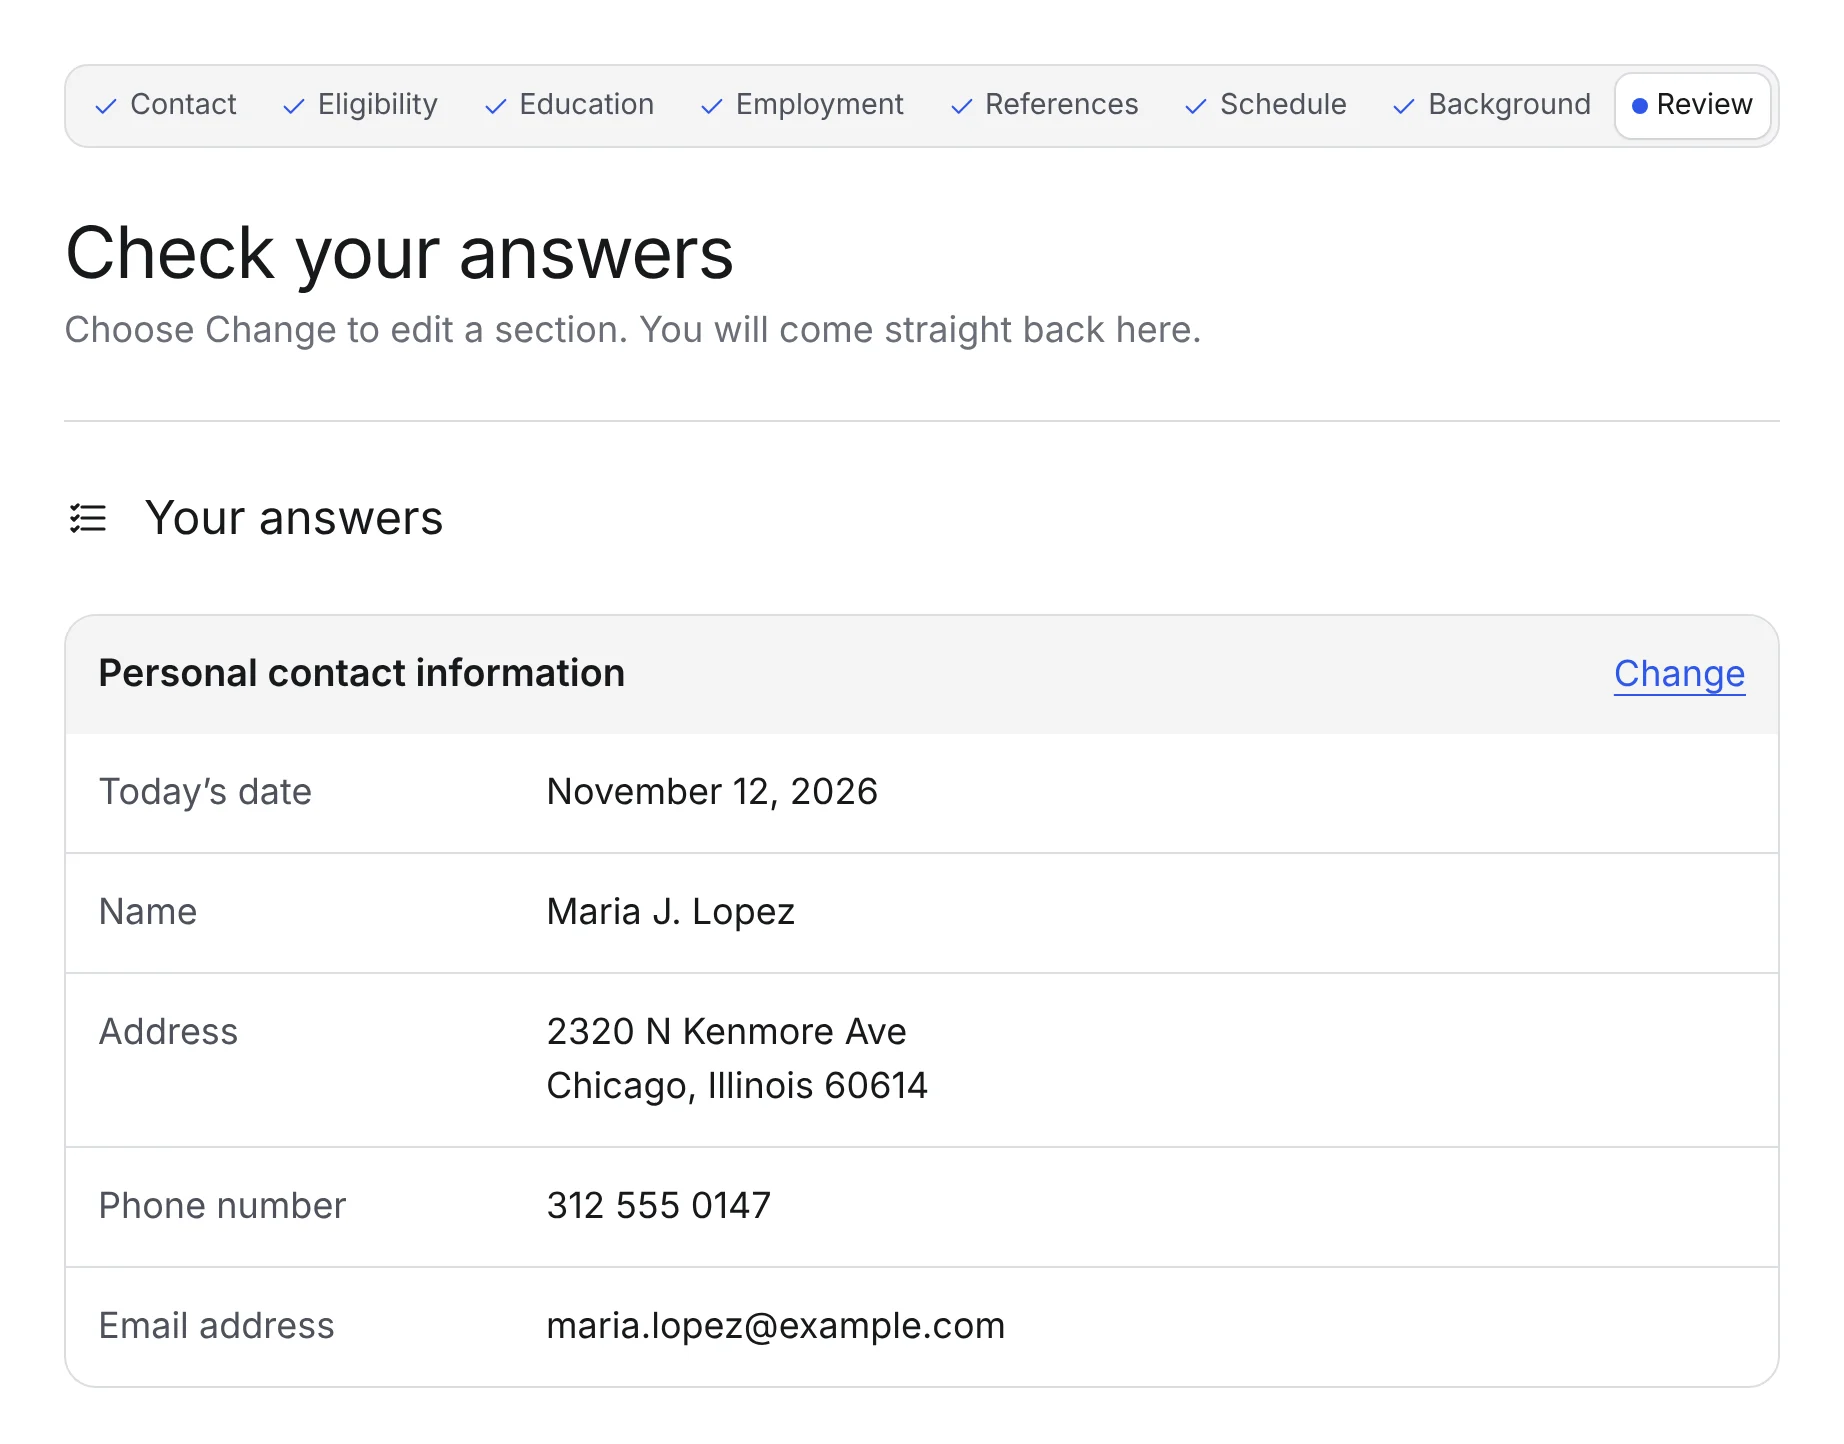 Contact Eligibility Education Employment References Schedule Background Review
Check your answers
Choose Change to edit a section. You will come straight back here.
Your answers
Personal contact information Change
Today’s date November 12, 2026
Name Maria J. Lopez
Address 2320 N Kenmore Ave
Chicago, Illinois 60614
Phone number 312 555 0147
Email address maria.lopez@example.com